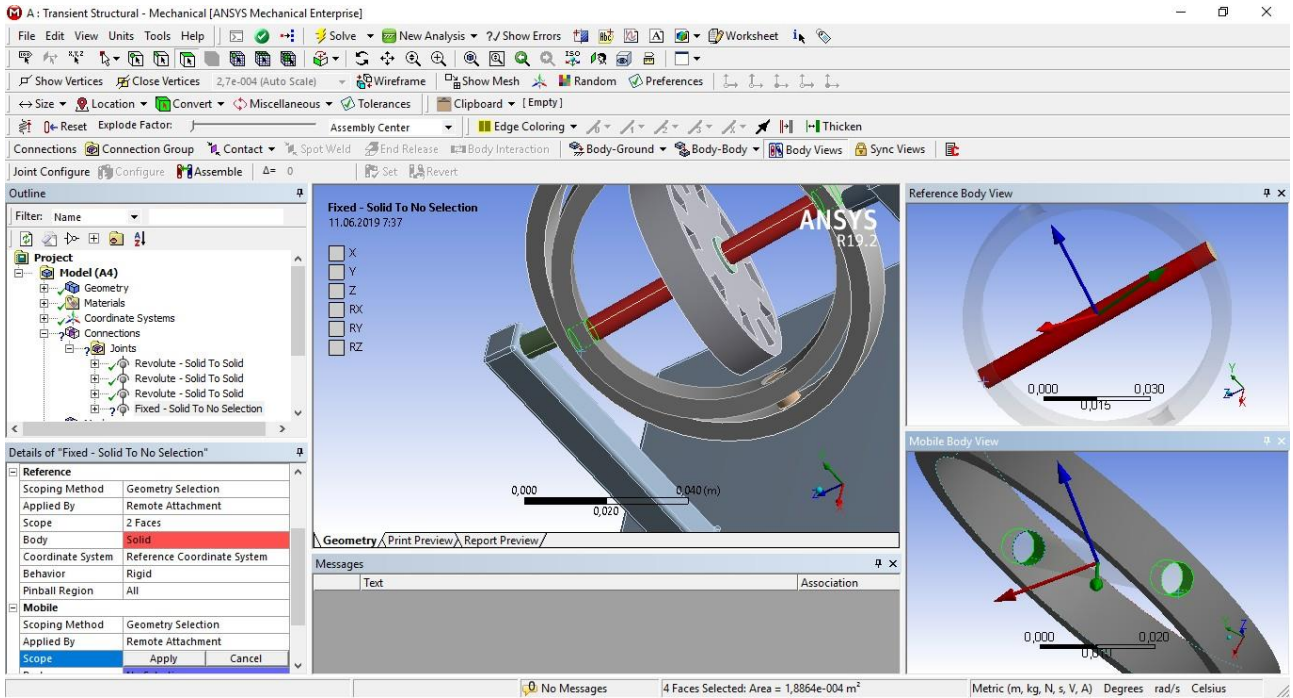 A : Transient Structural - Mechanical [ANSYS Mechanical Enterprise]
File Edit View Units Tools Help Solve New Analysis ?/ Show Errors Worksheet
Show Vertices Close Vertices 2,7e-004 (Auto Scale) Wireframe Show Mesh Random Preferences
Size Location Convert Miscellaneous Tolerances Clipboard [Empty]
Reset Explode Factor: Assembly Center Edge Coloring Thicken
Connections Connection Group Contact Spot Weld End Release Body Interaction Body-Ground Body-Body Body Views Sync Views
Joint Configure Configure Assemble Δ= 0 Set Revert
Outline
Filter: Name
Project
Model (A4)
Geometry
Materials
Coordinate Systems
Connections
Joints
Revolute - Solid To Solid
Revolute - Solid To Solid
Revolute - Solid To Solid
Fixed - Solid To No Selection
Details of "Fixed - Solid To No Selection"
Reference
Scoping Method Geometry Selection
Applied By Remote Attachment
Scope 2 Faces
Body Solid
Coordinate System Reference Coordinate System
Behavior Rigid
Pinball Region All
Mobile
Scoping Method Geometry Selection
Applied By Remote Attachment
Scope Apply Cancel
Fixed - Solid To No Selection
11.06.2019 7:37
X
Y
Z
RX
RY
RZ
ANSYS
R19.2
0,000 0,040 (m)
0,020
Geometry Print Preview Report Preview
Messages
Text Association
Reference Body View
0,000 0,030
0,015
Y
Z X
Mobile Body View
0,000 0,020
No Messages 4 Faces Selected: Area = 1,8864e-004 m² Metric (m, kg, N, s, V, A) Degrees rad/s Celsius